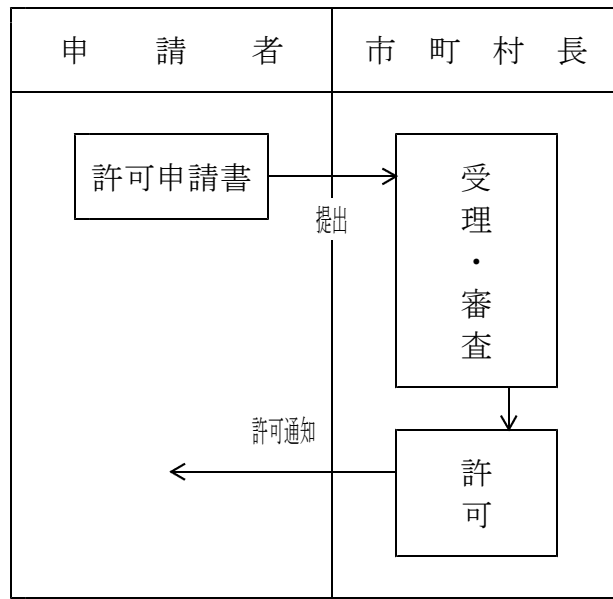 申請者
市町村長
許可申請書
提出
受理・審査
許可通知
許可